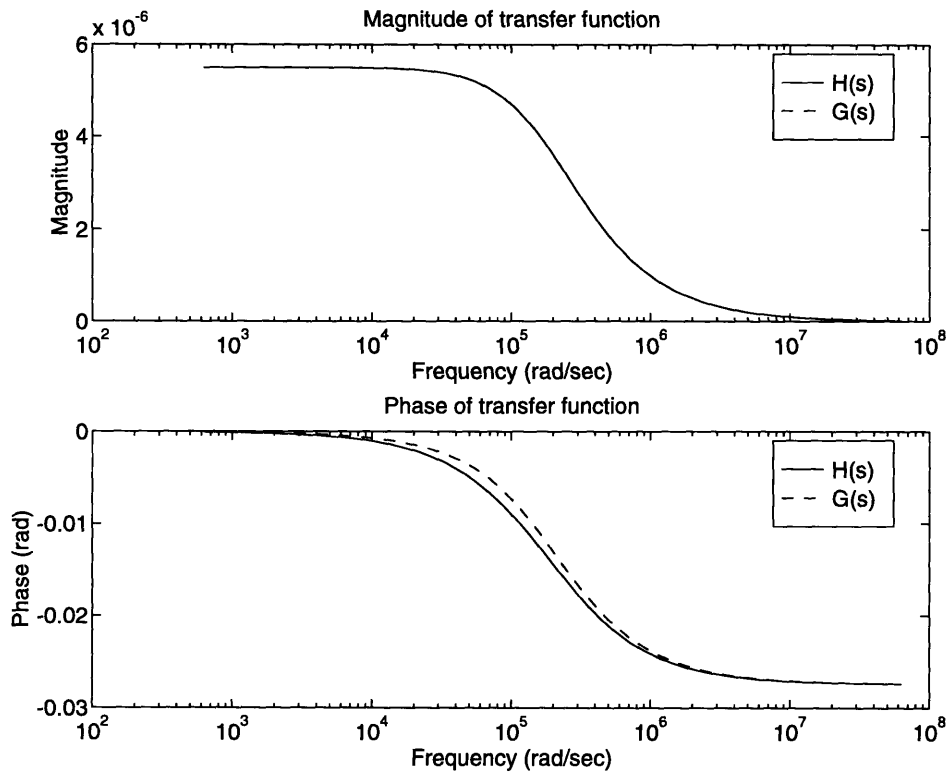 Magnitude of transfer function
x 10^-6
6
4
2
0
Magnitude
H(s)
G(s)
10^2 10^3 10^4 10^5 10^6 10^7 10^8
Frequency (rad/sec)
Phase of transfer function
0
-0.01
-0.02
-0.03
Phase (rad)
H(s)
G(s)
10^2 10^3 10^4 10^5 10^6 10^7 10^8
Frequency (rad/sec)